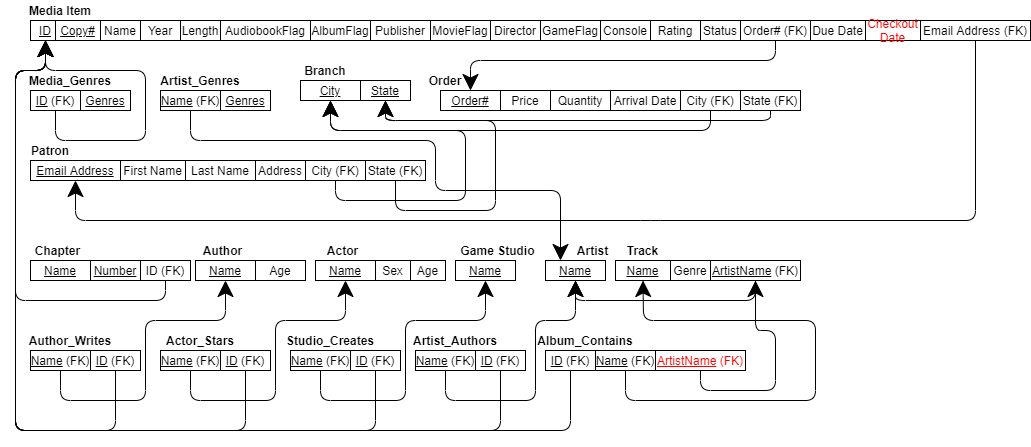 Media Item
ID Copy# Name Year Length AudiobookFlag AlbumFlag Publisher MovieFlag Director GameFlag Console Rating Status Order# (FK) Due Date Checkout Date Email Address (FK)
Media_Genres Artist_Genres Branch Order
ID (FK) Genres Name (FK) Genres City State Order# Price Quantity Arrival Date City (FK) State (FK)
Patron
Email Address First Name Last Name Address City (FK) State (FK)
Chapter Author Actor Game Studio Artist Track
Name Number ID (FK) Name Age Name Sex Age Name Name Name Genre ArtistName (FK)
Author_Writes Actor_Stars Studio_Creates Artist_Authors Album_Contains
Name (FK) ID (FK) Name (FK) ID (FK) Name (FK) ID (FK) Name (FK) ID (FK) ID (FK) Name (FK) ArtistName (FK)